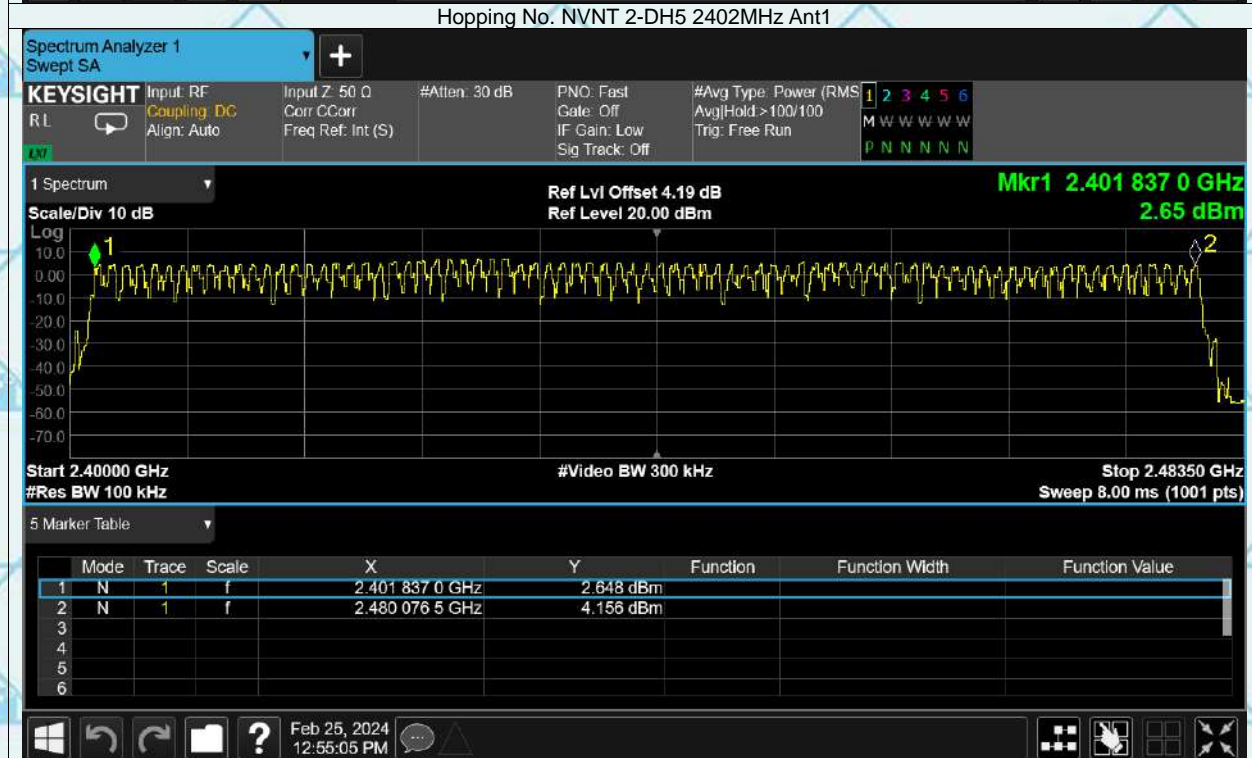 Hopping No. NVNT 2-DH5 2402MHz Ant1
Spectrum Analyzer 1
Swept SA
+
KEYSIGHT
RL
LXI
Input: RF
Coupling: DC
Align: Auto
Input Z: 50 Ω
Corr CCorr
Freq Ref: Int (S)
#Atten: 30 dB
PNO: Fast
Gate: Off
IF Gain: Low
Sig Track: Off
#Avg Type: Power (RMS
Avg|Hold:>100/100
Trig: Free Run
1 2 3 4 5 6
M W W W W W
P N N N N N
1 Spectrum
Scale/Div 10 dB
Ref Lvl Offset 4.19 dB
Ref Level 20.00 dBm
Mkr1 2.401 837 0 GHz
2.65 dBm
Log
10.0
0.00
-10.0
-20.0
-30.0
-40.0
-50.0
-60.0
-70.0
1
2
Start 2.40000 GHz
#Res BW 100 kHz
#Video BW 300 kHz
Stop 2.48350 GHz
Sweep 8.00 ms (1001 pts)
5 Marker Table
Mode Trace Scale X Y Function Function Width Function Value
1 N 1 f 2.401 837 0 GHz 2.648 dBm
2 N 1 f 2.480 076 5 GHz 4.156 dBm
3
4
5
6
?
Feb 25, 2024
12:55:05 PM